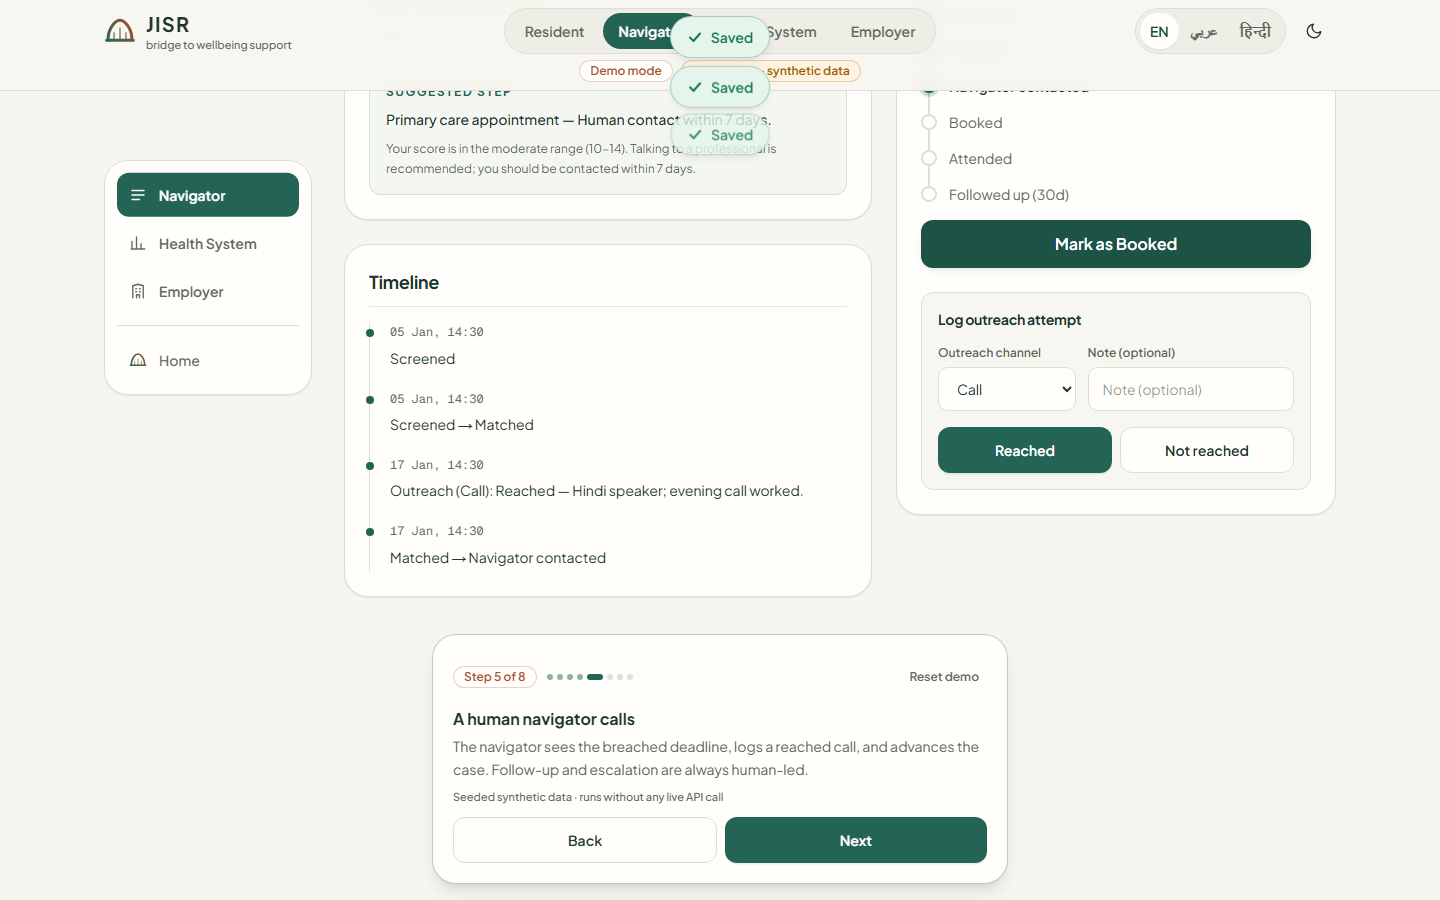 JISR
bridge to wellbeing support
Resident
Navigat
System
Employer
EN
عربي
हिन्दी
Demo mode
synthetic data
Saved
Saved
Saved
Navigator
Health System
Employer
Home
SUGGESTED STEP
Primary care appointment — Human contact within 7 days.
Your score is in the moderate range (10–14). Talking to a professional is
recommended; you should be contacted within 7 days.
Timeline
05 Jan, 14:30
Screened
05 Jan, 14:30
Screened → Matched
17 Jan, 14:30
Outreach (Call): Reached — Hindi speaker; evening call worked.
17 Jan, 14:30
Matched → Navigator contacted
Navigator contacted
Booked
Attended
Followed up (30d)
Mark as Booked
Log outreach attempt
Outreach channel
Note (optional)
Call
Note (optional)
Reached
Not reached
Step 5 of 8
Reset demo
A human navigator calls
The navigator sees the breached deadline, logs a reached call, and advances the
case. Follow-up and escalation are always human-led.
Seeded synthetic data · runs without any live API call
Back
Next